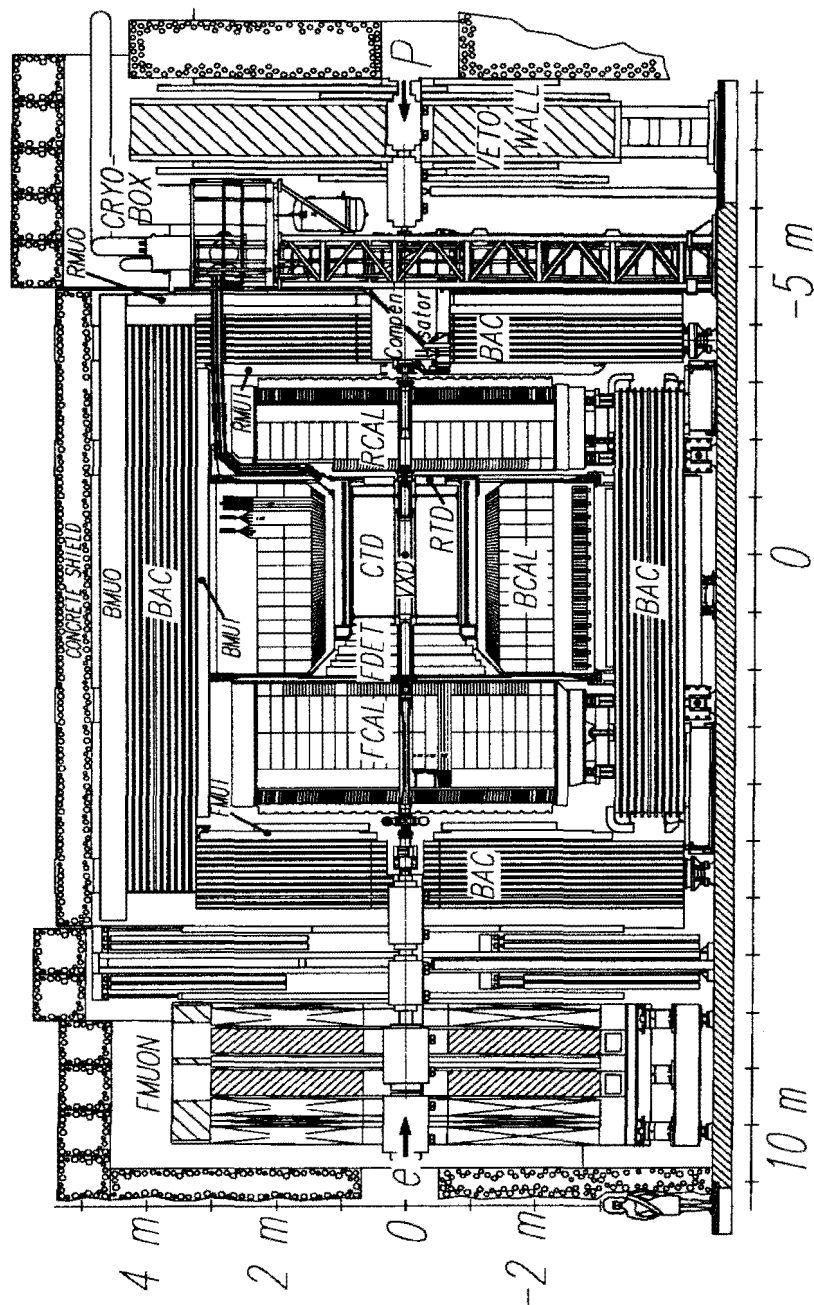 CONCRETE SHIELD
RMUO
CRYO-
BOX
FMUON
BMUO
BAC
FMUI
BMUI
RMUI
4 m
2 m
0
-2 m
e
FCAL
FDET
CTD
VXD
RTD
RCAL
Compen
sator
P
VETO
WALL
BAC
BCAL
BAC
BAC
10 m
0
-5 m